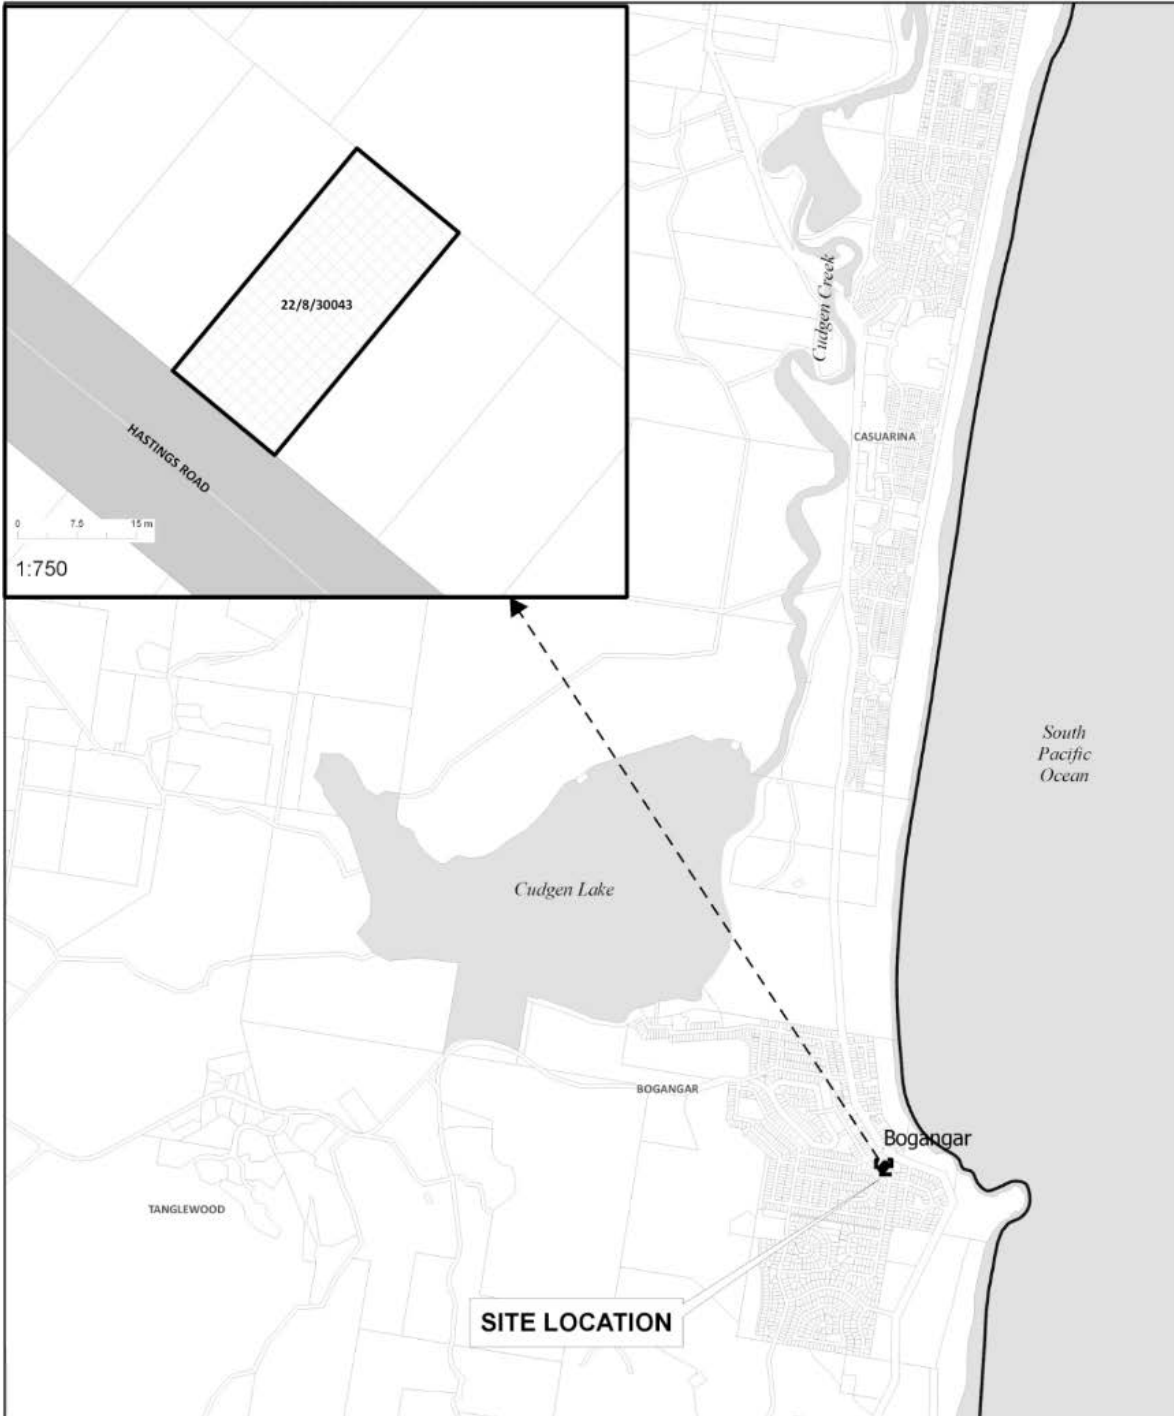 22/8/30043
HASTINGS ROAD
0 7.5 15 m
1:750
Cudgen Creek
CASUARINA
South
Pacific
Ocean
Cudgen Lake
BOGANGAR
Bogangar
TANGLEWOOD
SITE LOCATION